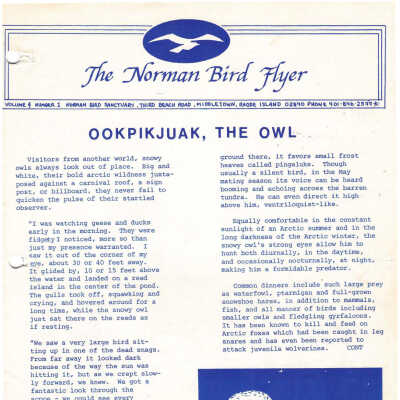 The Norman Bird Flyer
VOLUME 4 NUMBER 1 NORMAN BIRD SANCTUARY, THIRD BEACH ROAD, MIDDLETOWN, RHODE ISLAND 02840 PHONE 401-846-2577
OOKPIKJUAK, THE OWL
Visitors from another world, snowy
owls always look out of place. Big and
white, their bold arctic wildness juxta-
posed against a carnival roof, a sign
post, or billboard, they never fail to
quicken the pulse of their startled
observer.
"I was watching geese and ducks
early in the morning. They were
fidgety I noticed, more so than
just my presence warranted. I
saw it out of the corner of my
eye, about 30 or 40 feet away.
It glided by, 10 or 15 feet above
the water and landed on a reed
island in the center of the pond.
The gulls took off, squawking and
crying, and hovered around for a
long time, while the snowy owl
just sat there on the reeds as
if resting.
"We saw a very large bird sit-
ting up in one of the dead snags.
From far away it looked dark
because of the way the sun was
hitting it, but as we crept slow-
ly forward, we knew. We got a
fantastic look through the
scope - we could see every
ground there, it favors small frost
heaves called pingaluks. Though
usually a silent bird, in the May
mating season its voice can be heard
booming and echoing across the barren
tundra. He can even direct it high
above him, ventriloquist-like.
Equally comfortable in the constant
sunlight of an Arctic summer and in the
long darkness of the Arctic winter, the
snowy owl's strong eyes allow him to
hunt both diurnally, in the daytime,
and occasionally nocturnally, at night,
making him a formidable predator.
Common dinners include such large prey
as waterfowl, ptarmigan and full-grown
snowshoe hares, in addition to mammals,
fish, and all manner of birds including
smaller owls and fledgling gyrfalcons.
It has been known to kill and feed on
Arctic foxes which had been caught in leg
snares and has even been reported to
attack juvenile wolverines. CONT